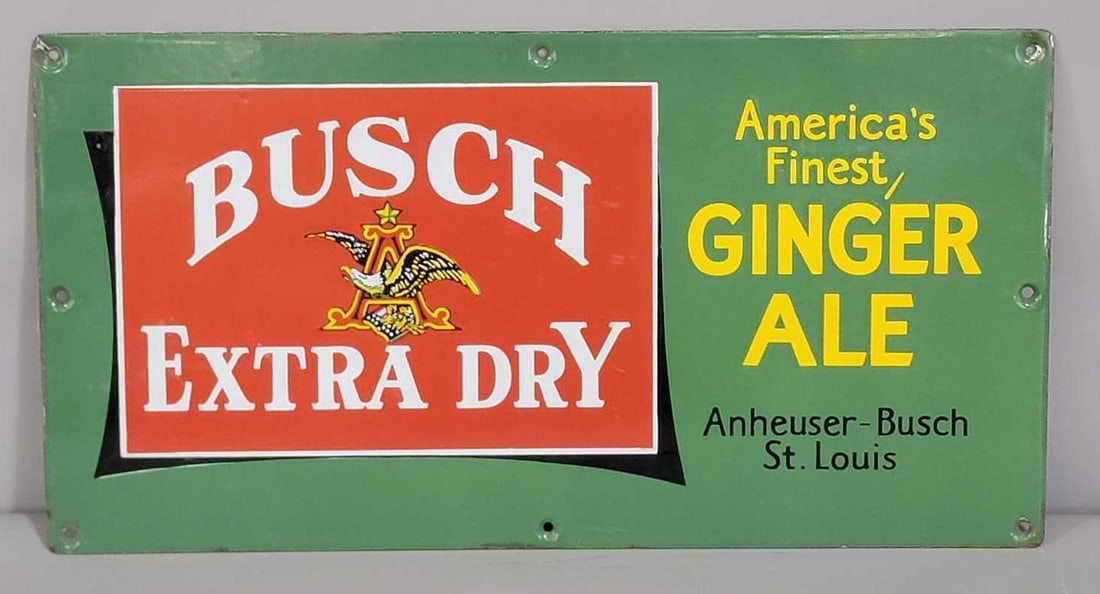 BUSCH
EXTRA DRY
America's
Finest,
GINGER
ALE
Anheuser-Busch
St. Louis